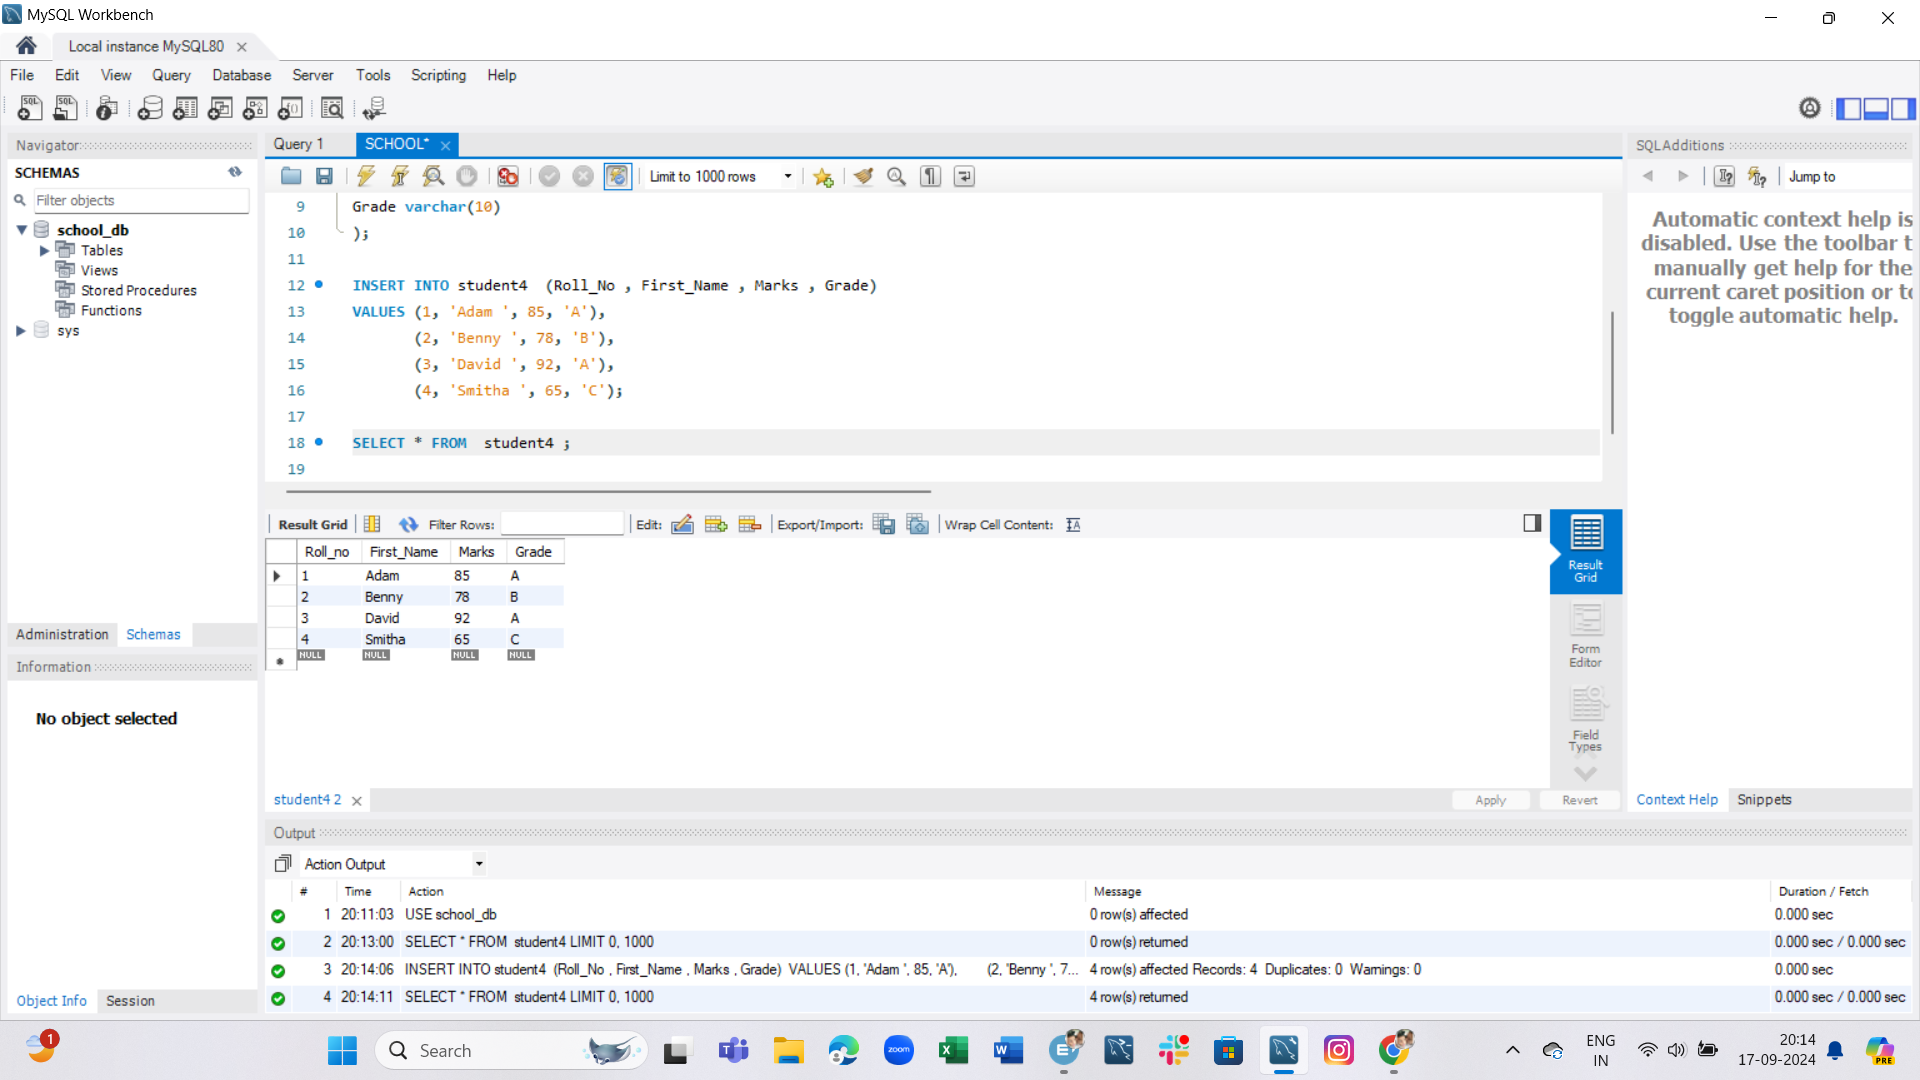 MySQL Workbench
Local instance MySQL80
File Edit View Query Database Server Tools Scripting Help
Navigator
SCHEMAS
Filter objects
school_db
Tables
Views
Stored Procedures
Functions
sys
Administration Schemas
Information
No object selected
Object Info Session
Query 1 SCHOOL*
Limit to 1000 rows
9 Grade varchar(10)
10 );
11
12 INSERT INTO student4 (Roll_No , First_Name , Marks , Grade)
13 VALUES (1, 'Adam ', 85, 'A'),
14 (2, 'Benny ', 78, 'B'),
15 (3, 'David ', 92, 'A'),
16 (4, 'Smitha ', 65, 'C');
17
18 SELECT * FROM student4 ;
19
Result Grid Filter Rows: Edit: Export/Import: Wrap Cell Content:
Roll_no First_Name Marks Grade
1 Adam 85 A
2 Benny 78 B
3 David 92 A
4 Smitha 65 C
NULL NULL NULL NULL
Result
Grid
Form
Editor
Field
Types
student4 2
Apply Revert
SQLAdditions
Jump to
Automatic context help is
disabled. Use the toolbar t
manually get help for the
current caret position or to
toggle automatic help.
Context Help Snippets
Output
Action Output
# Time Action Message Duration / Fetch
1 20:11:03 USE school_db 0 row(s) affected 0.000 sec
2 20:13:00 SELECT * FROM student4 LIMIT 0, 1000 0 row(s) returned 0.000 sec / 0.000 sec
3 20:14:06 INSERT INTO student4 (Roll_No , First_Name , Marks , Grade) VALUES (1, 'Adam ', 85, 'A'), (2, 'Benny ', 7... 4 row(s) affected Records: 4 Duplicates: 0 Warnings: 0 0.000 sec
4 20:14:11 SELECT * FROM student4 LIMIT 0, 1000 4 row(s) returned 0.000 sec / 0.000 sec
1
Search
zoom
ENG
IN
20:14
17-09-2024
PRE